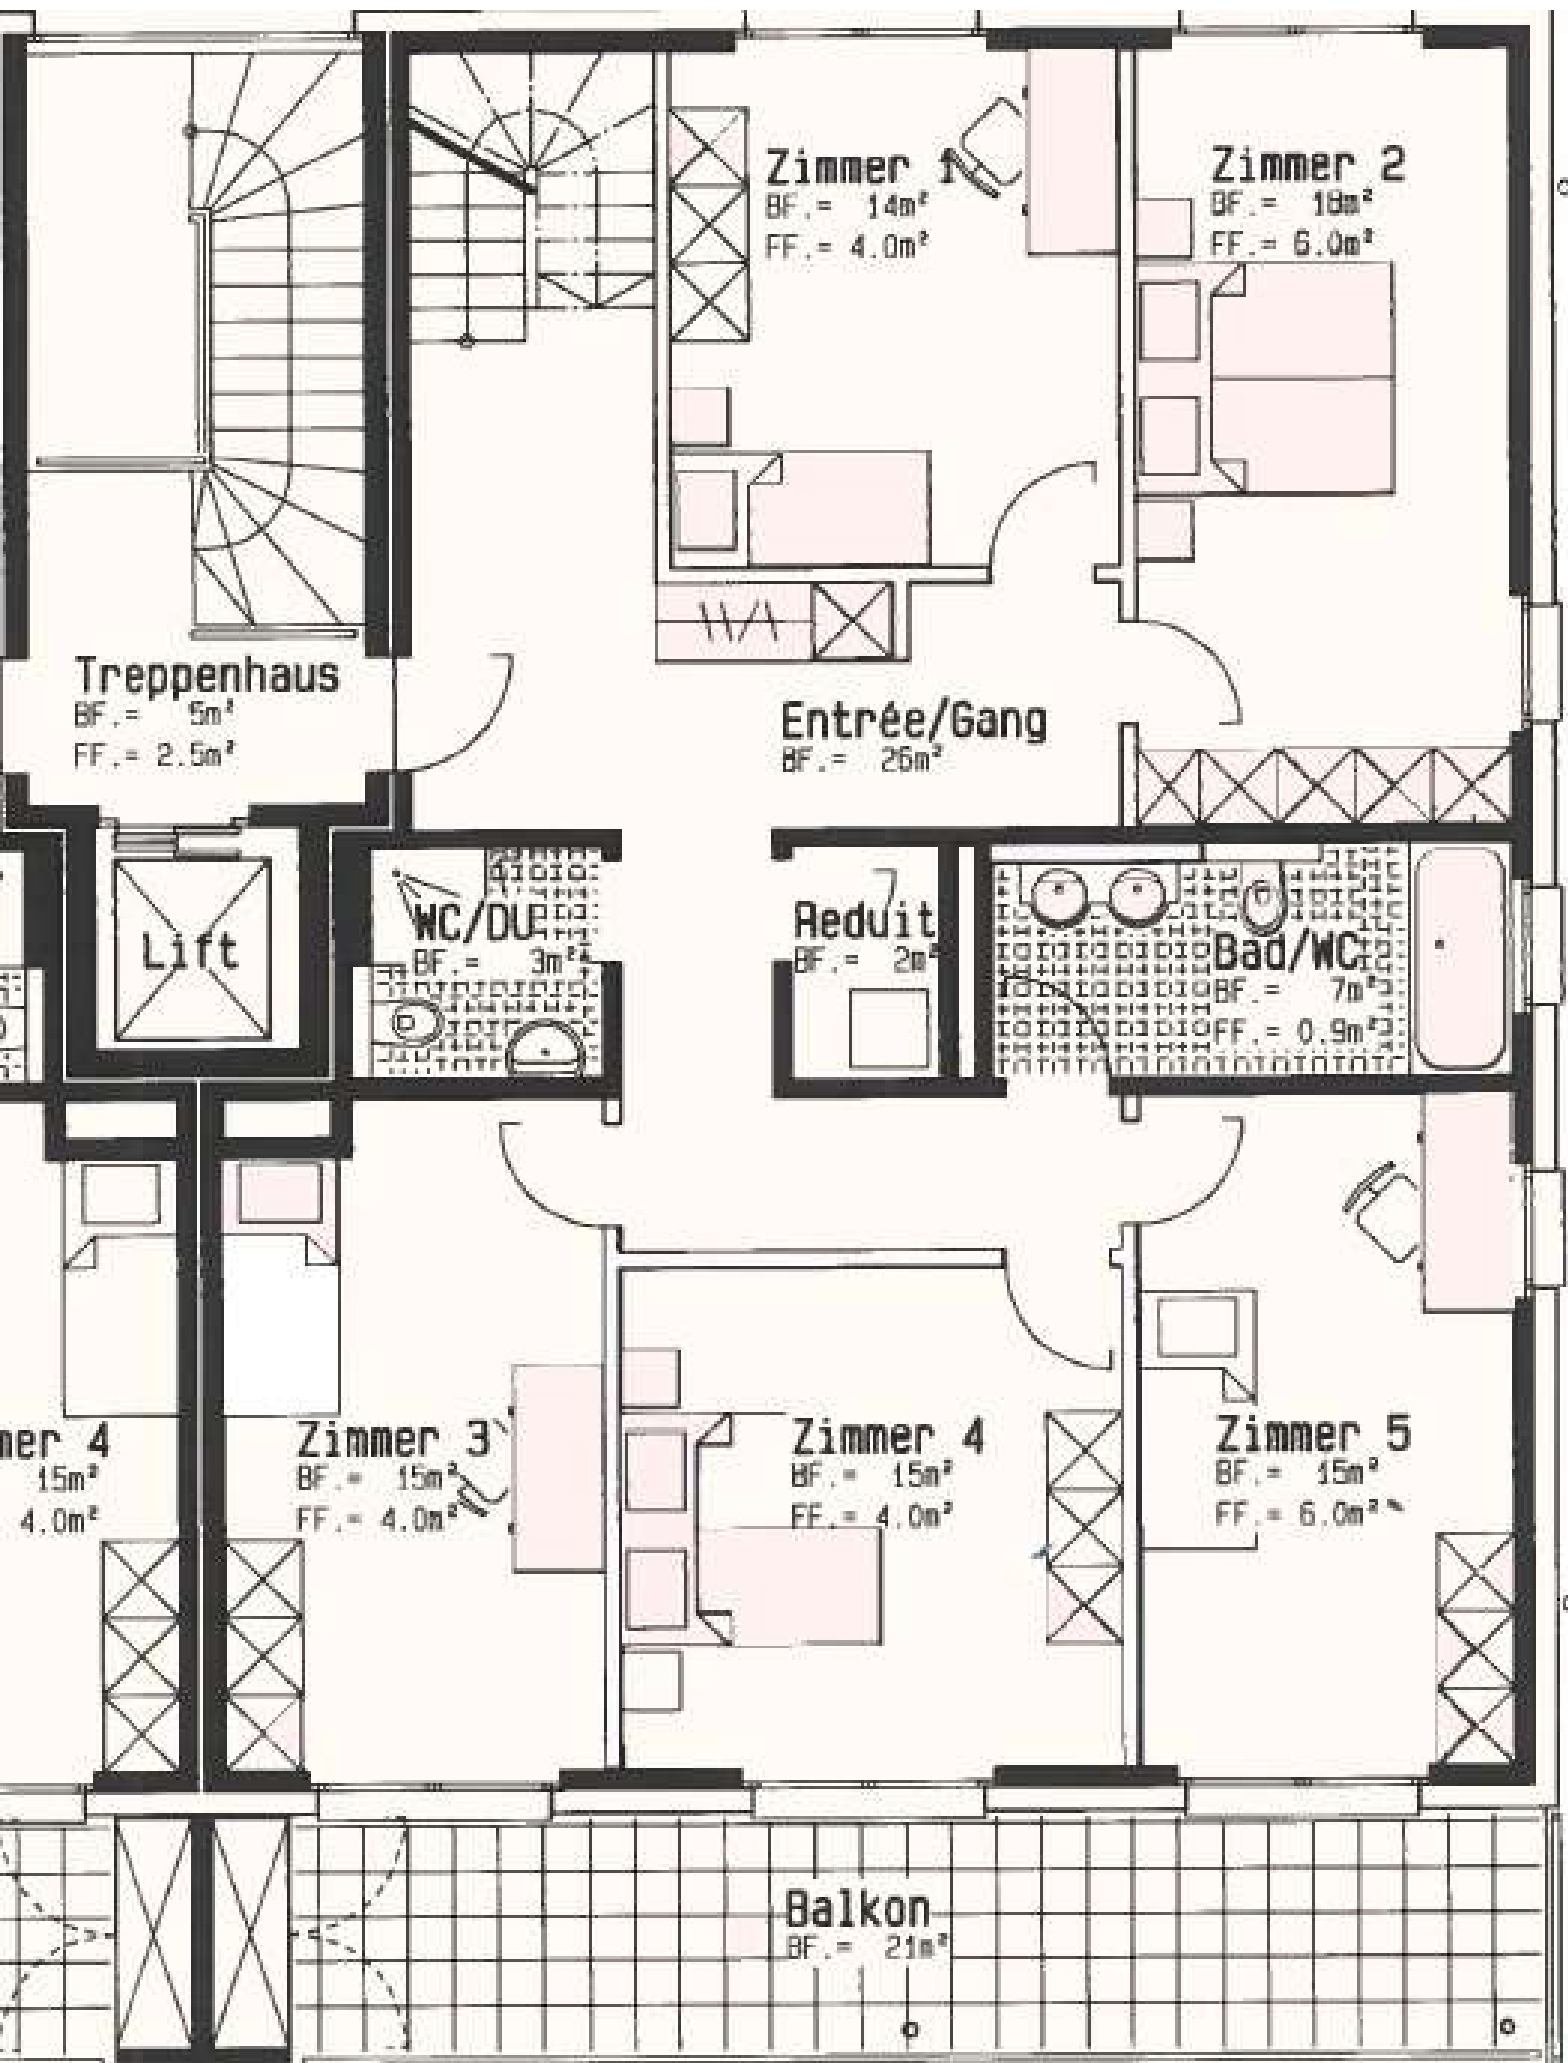 Zimmer 1
BF.= 14m²
FF.= 4.0m²
Zimmer 2
BF.= 18m²
FF.= 6.0m²
Treppenhaus
BF.= 5m²
FF.= 2.5m²
Entrée/Gang
BF.= 26m²
Lift
WC/DU
BF.= 3m²
Reduit
BF.= 2m²
Bad/WC
BF.= 7m²
FF.= 0.9m²
mer 4
15m²
4.0m²
Zimmer 3
BF.= 15m²
FF.= 4.0m²
Zimmer 4
BF.= 15m²
FF.= 4.0m²
Zimmer 5
BF.= 15m²
FF.= 6.0m²
Balkon
BF.= 21m²